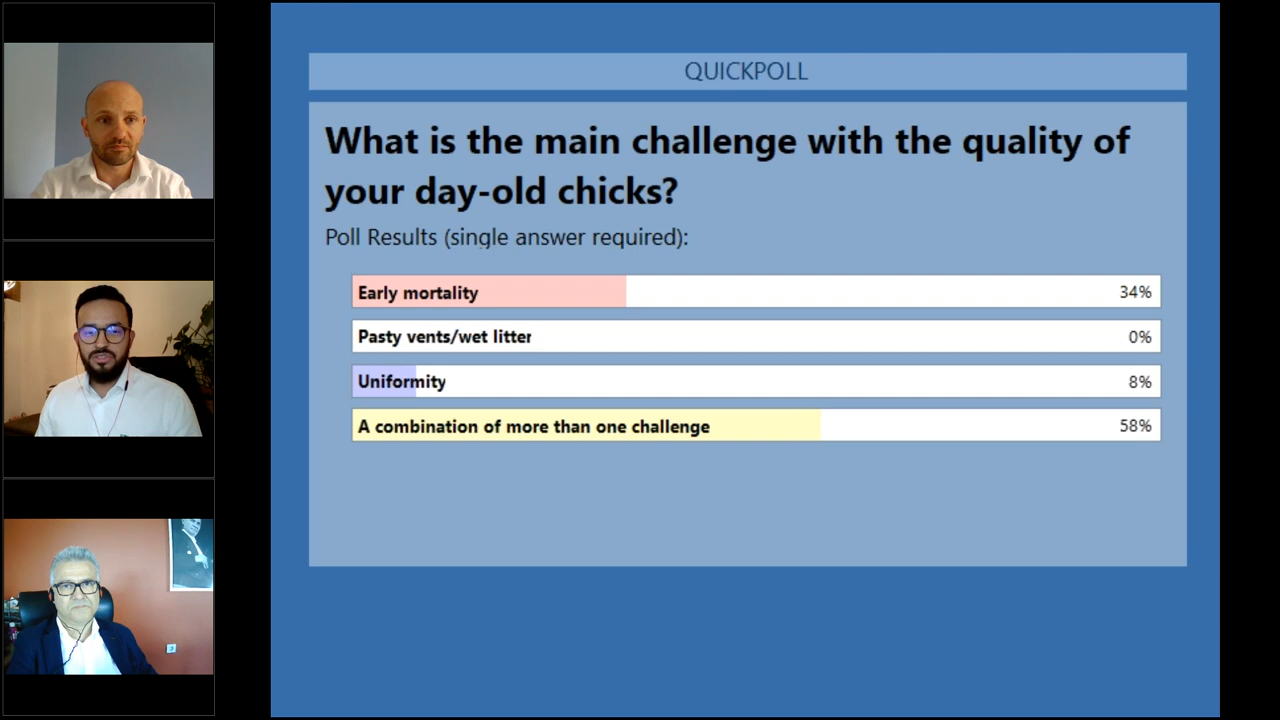 QUICKPOLL
What is the main challenge with the quality of
your day-old chicks?
Poll Results (single answer required):
Early mortality 34%
Pasty vents/wet litter 0%
Uniformity 8%
A combination of more than one challenge 58%